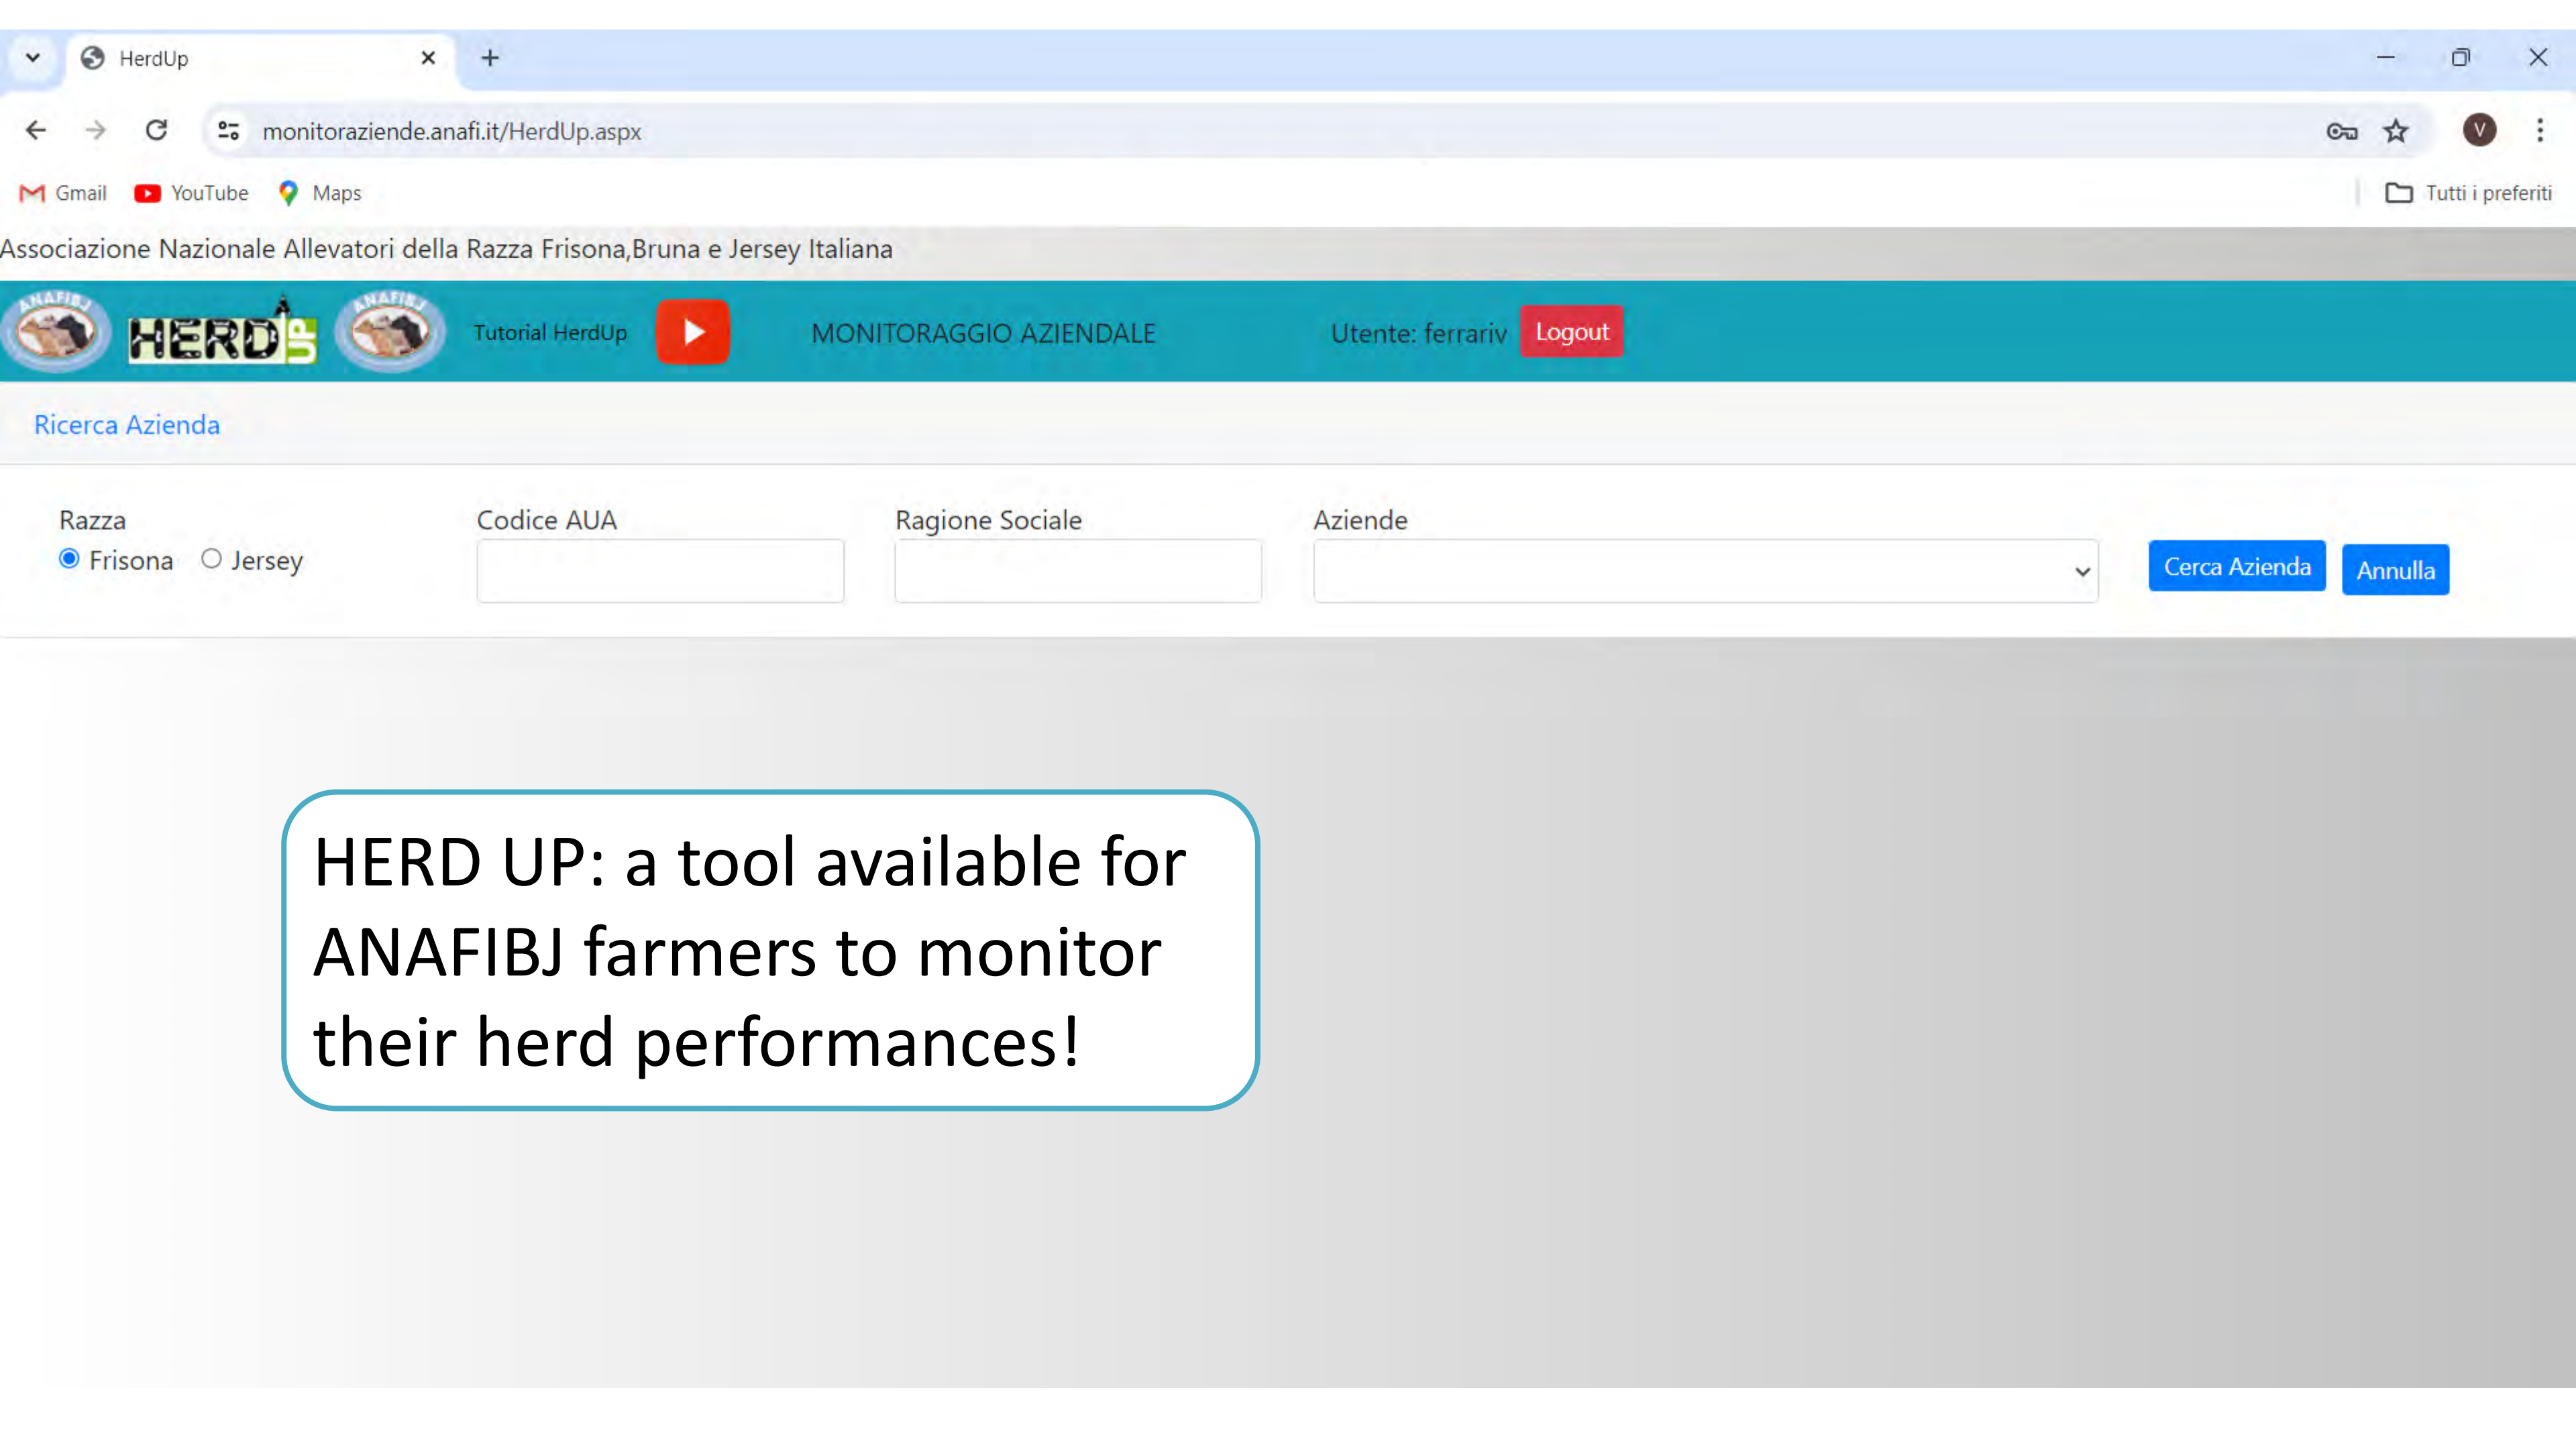 HerdUp
monitoraziende.anafi.it/HerdUp.aspx
V
Gmail YouTube Maps
Tutti i preferiti
Associazione Nazionale Allevatori della Razza Frisona,Bruna e Jersey Italiana
ANAFIBJ HERD UP ANAFIBJ Tutorial HerdUp MONITORAGGIO AZIENDALE Utente: ferrariv Logout
Ricerca Azienda
Razza Codice AUA Ragione Sociale Aziende
Frisona Jersey Cerca Azienda Annulla
HERD UP: a tool available for
ANAFIBJ farmers to monitor
their herd performances!